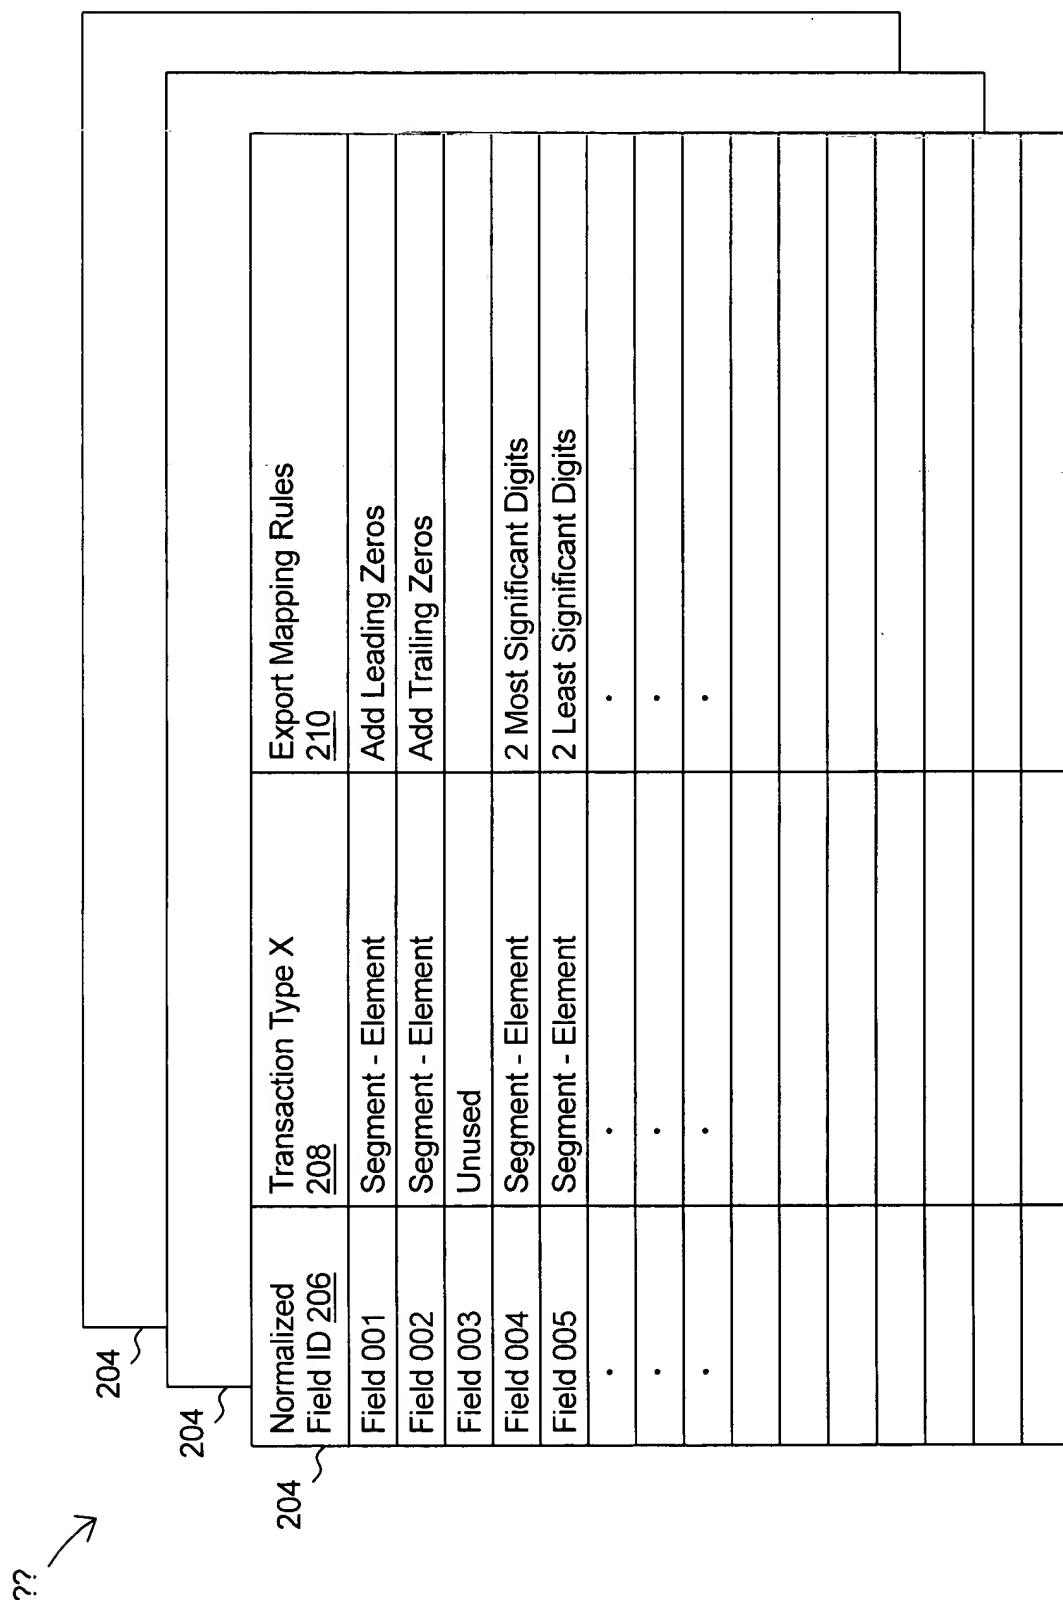 204
204
204
Normalized Field ID 206
Transaction Type X 208
Export Mapping Rules 210
Field 001 Segment - Element Add Leading Zeros
Field 002 Segment - Element Add Trailing Zeros
Field 003 Unused
Field 004 Segment - Element 2 Most Significant Digits
Field 005 Segment - Element 2 Least Significant Digits
. . .
. . .
. . .